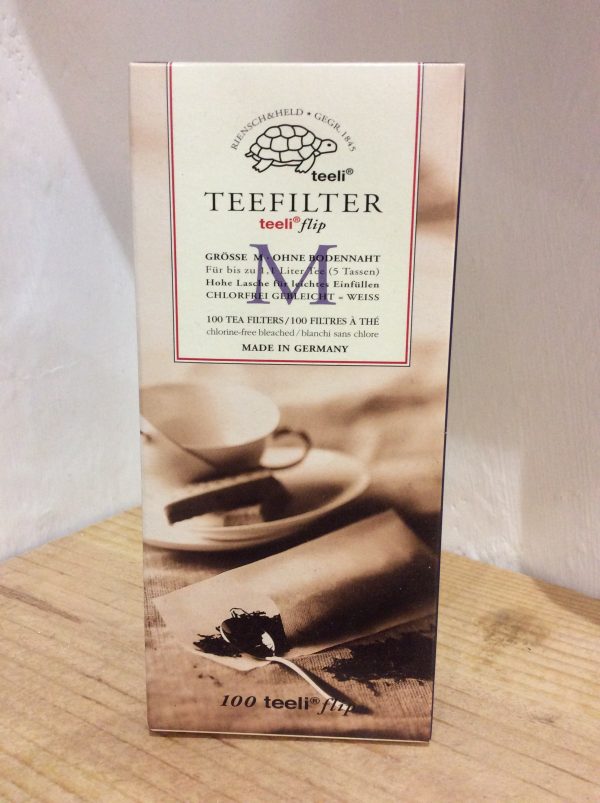 RIENSCH&HELD • GEGR. 1845
teeli®
TEEFILTER
teeli® flip
M
GRÖSSE M · OHNE BODENNAHT
Für bis zu 1,1 Liter Tee (5 Tassen)
Hohe Lasche für leichtes Einfüllen
CHLORFREI GEBLEICHT = WEISS
100 TEA FILTERS/100 FILTRES À THÉ
chlorine-free bleached/blanchi sans chlore
MADE IN GERMANY
100 teeli® flip